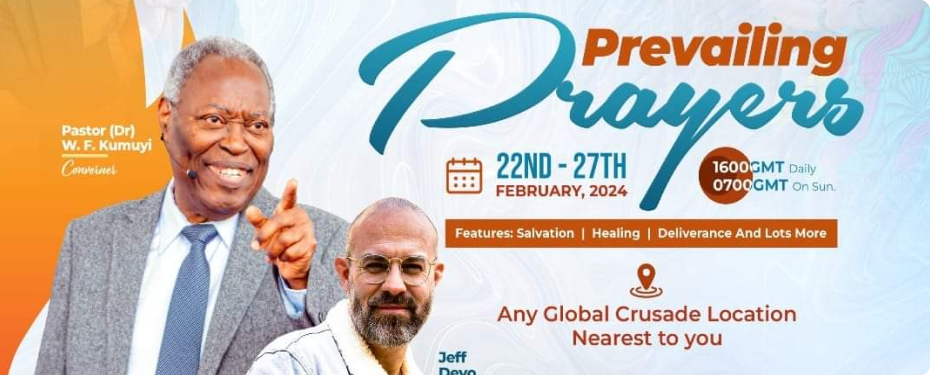 Prevailing
Prayers
Pastor (Dr)
W. F. Kumuyi
Convener
22ND - 27TH
FEBRUARY, 2024
1600GMT Daily
0700GMT On Sun.
Features: Salvation | Healing | Deliverance And Lots More
Any Global Crusade Location
Nearest to you
Jeff
Deyo